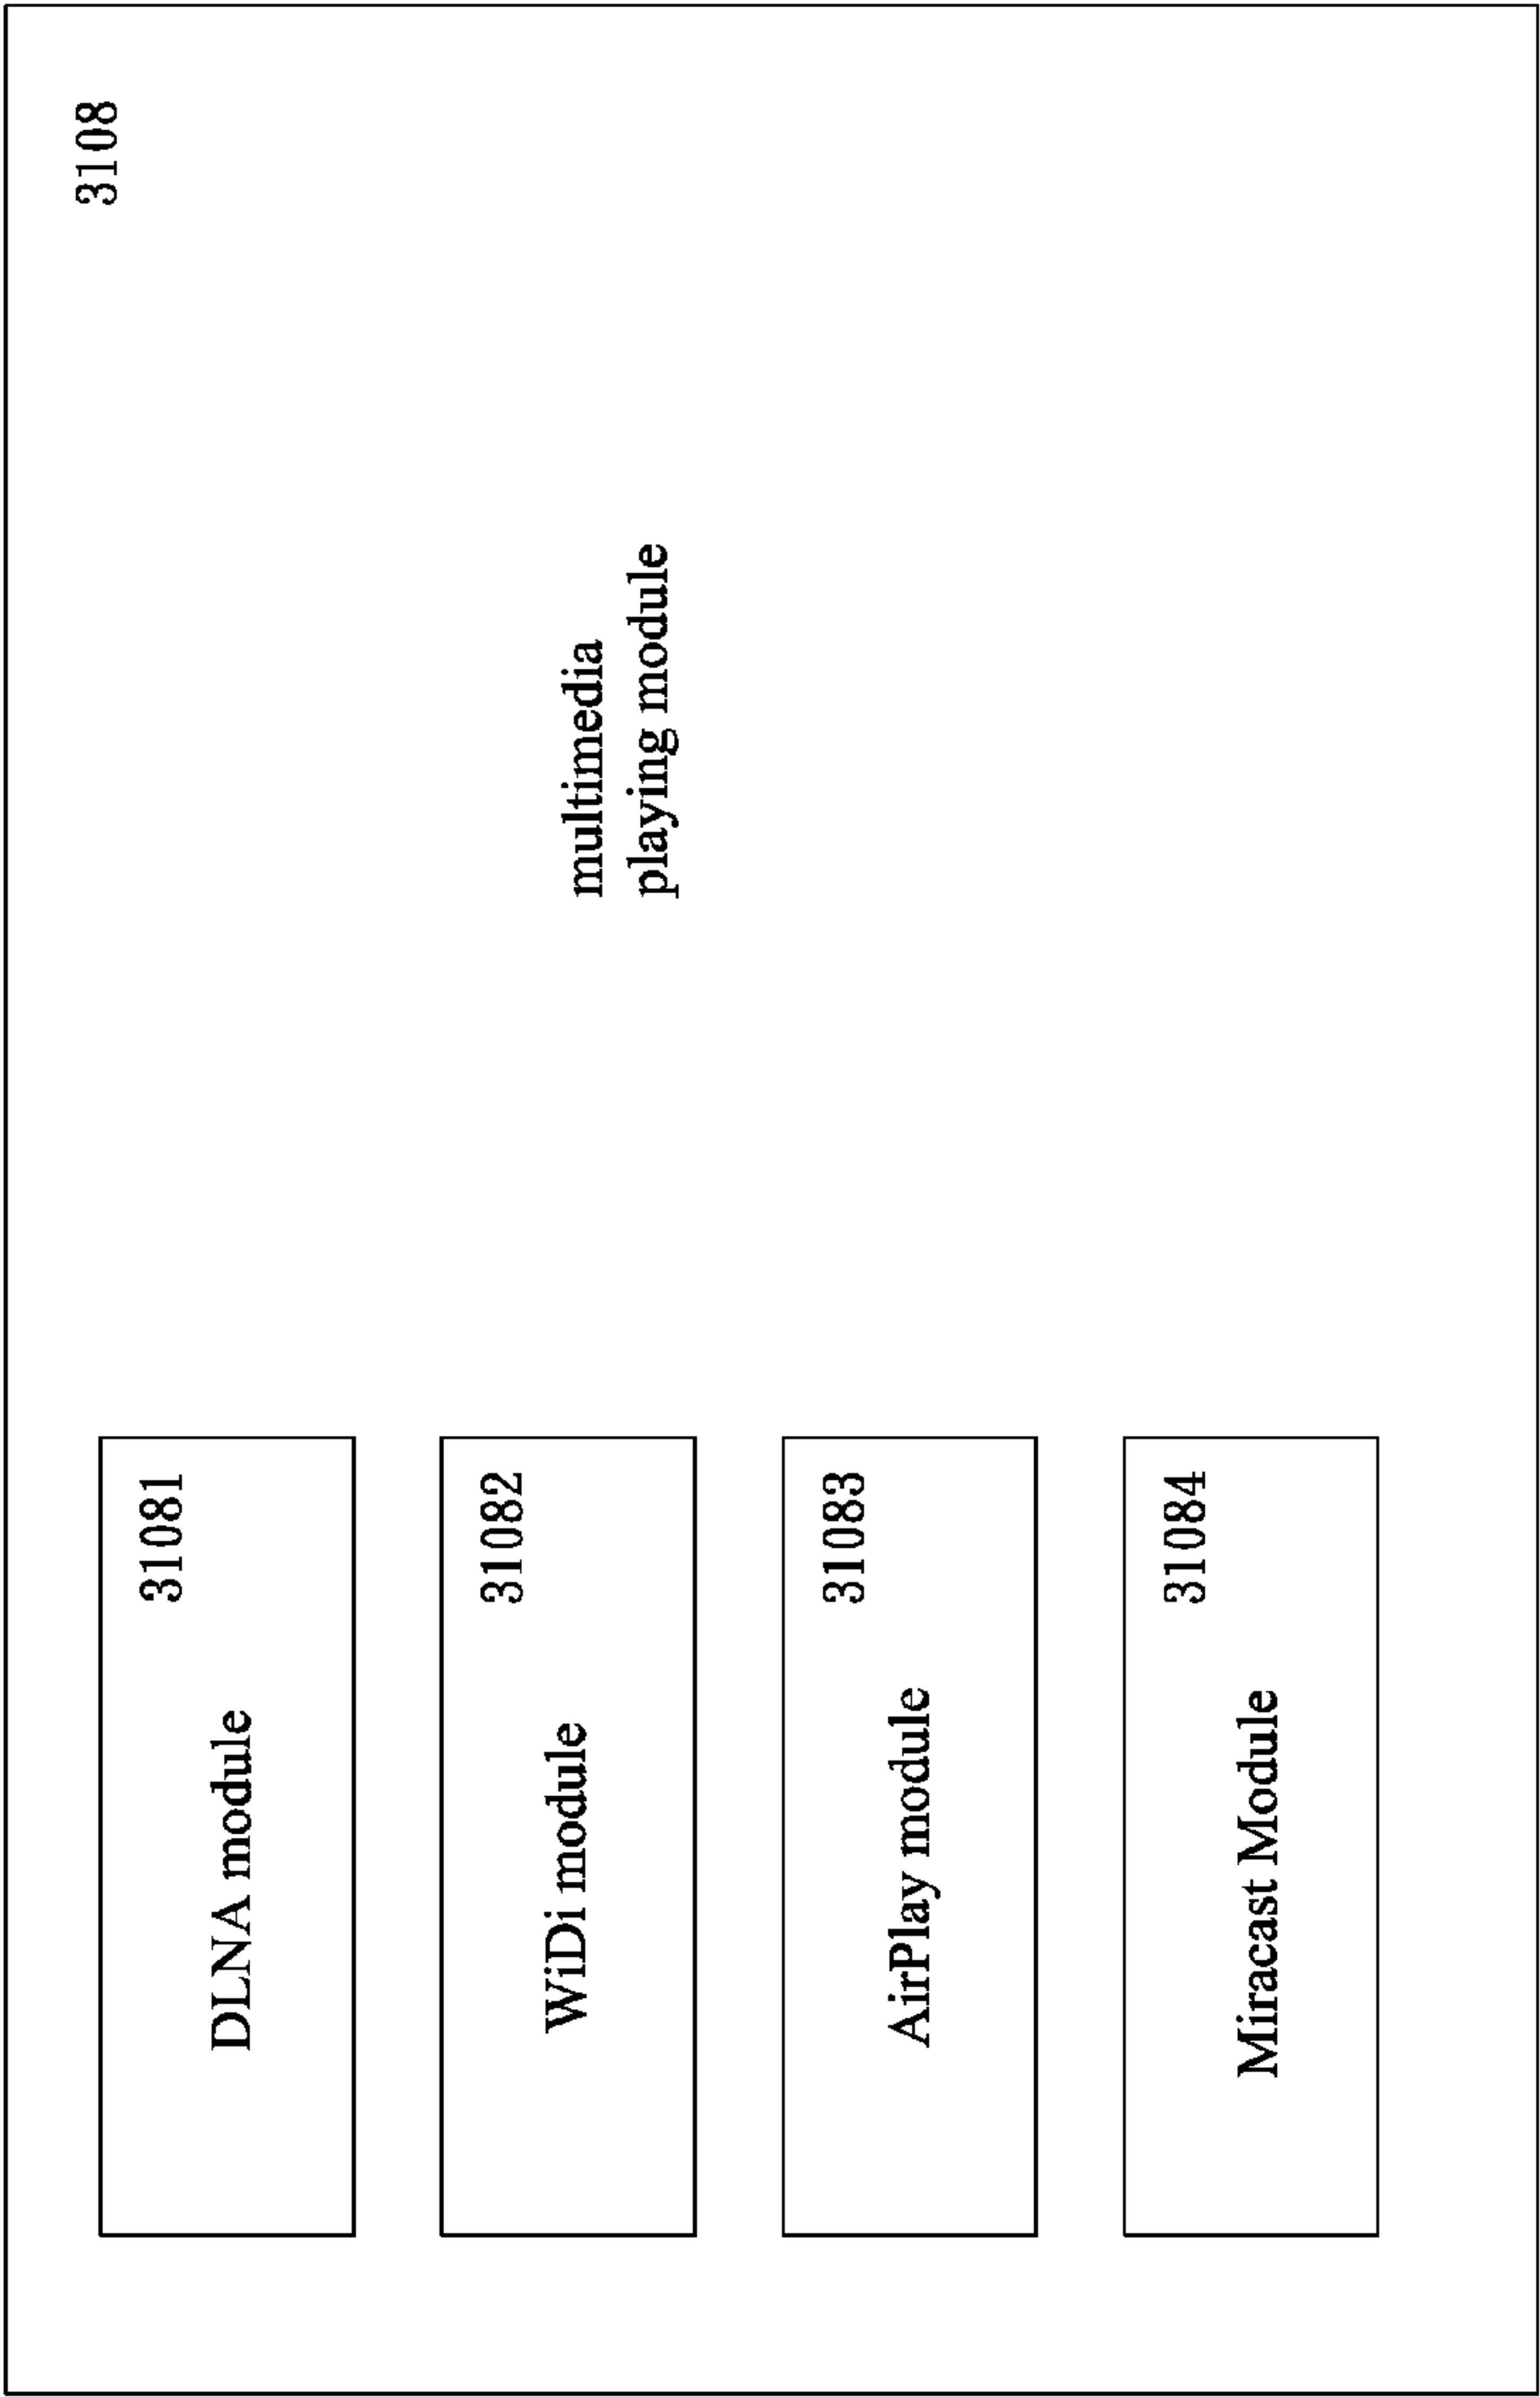 3108
31081
DLNA module
31082
WiDi module
multimedia
playing module
31083
AirPlay module
31084
Miracast Module